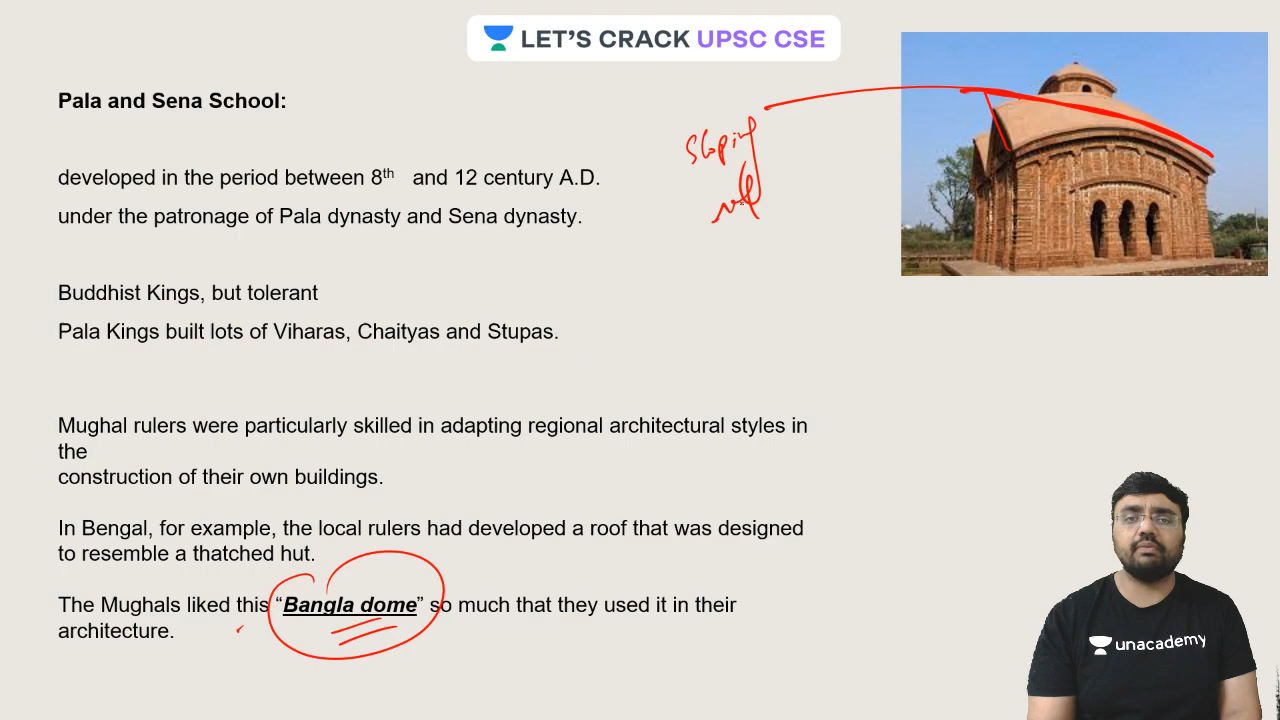 LET'S CRACK UPSC CSE
Pala and Sena School:
developed in the period between 8th and 12 century A.D.
under the patronage of Pala dynasty and Sena dynasty.
Buddhist Kings, but tolerant
Pala Kings built lots of Viharas, Chaityas and Stupas.
Mughal rulers were particularly skilled in adapting regional architectural styles in
the
construction of their own buildings.
In Bengal, for example, the local rulers had developed a roof that was designed
to resemble a thatched hut.
The Mughals liked this “Bangla dome” so much that they used it in their
architecture.
Sloping
unacademy